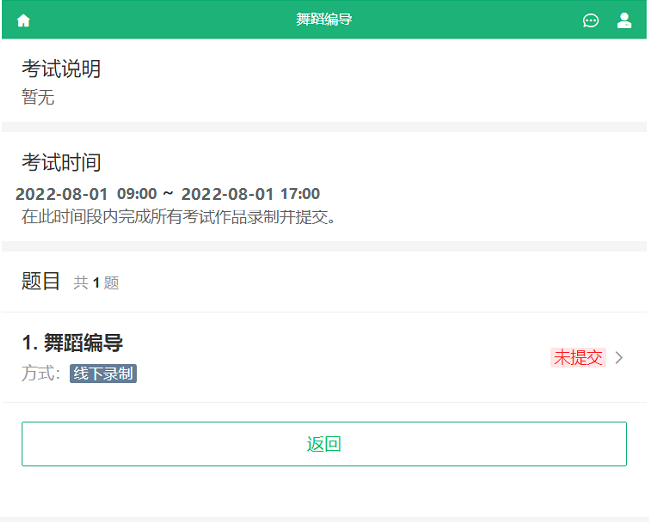 舞蹈编导
考试说明
暂无
考试时间
2022-08-01 09:00 ~ 2022-08-01 17:00
在此时间段内完成所有考试作品录制并提交。
题目 共 1 题
1. 舞蹈编导
方式: 线下录制
未提交
返回